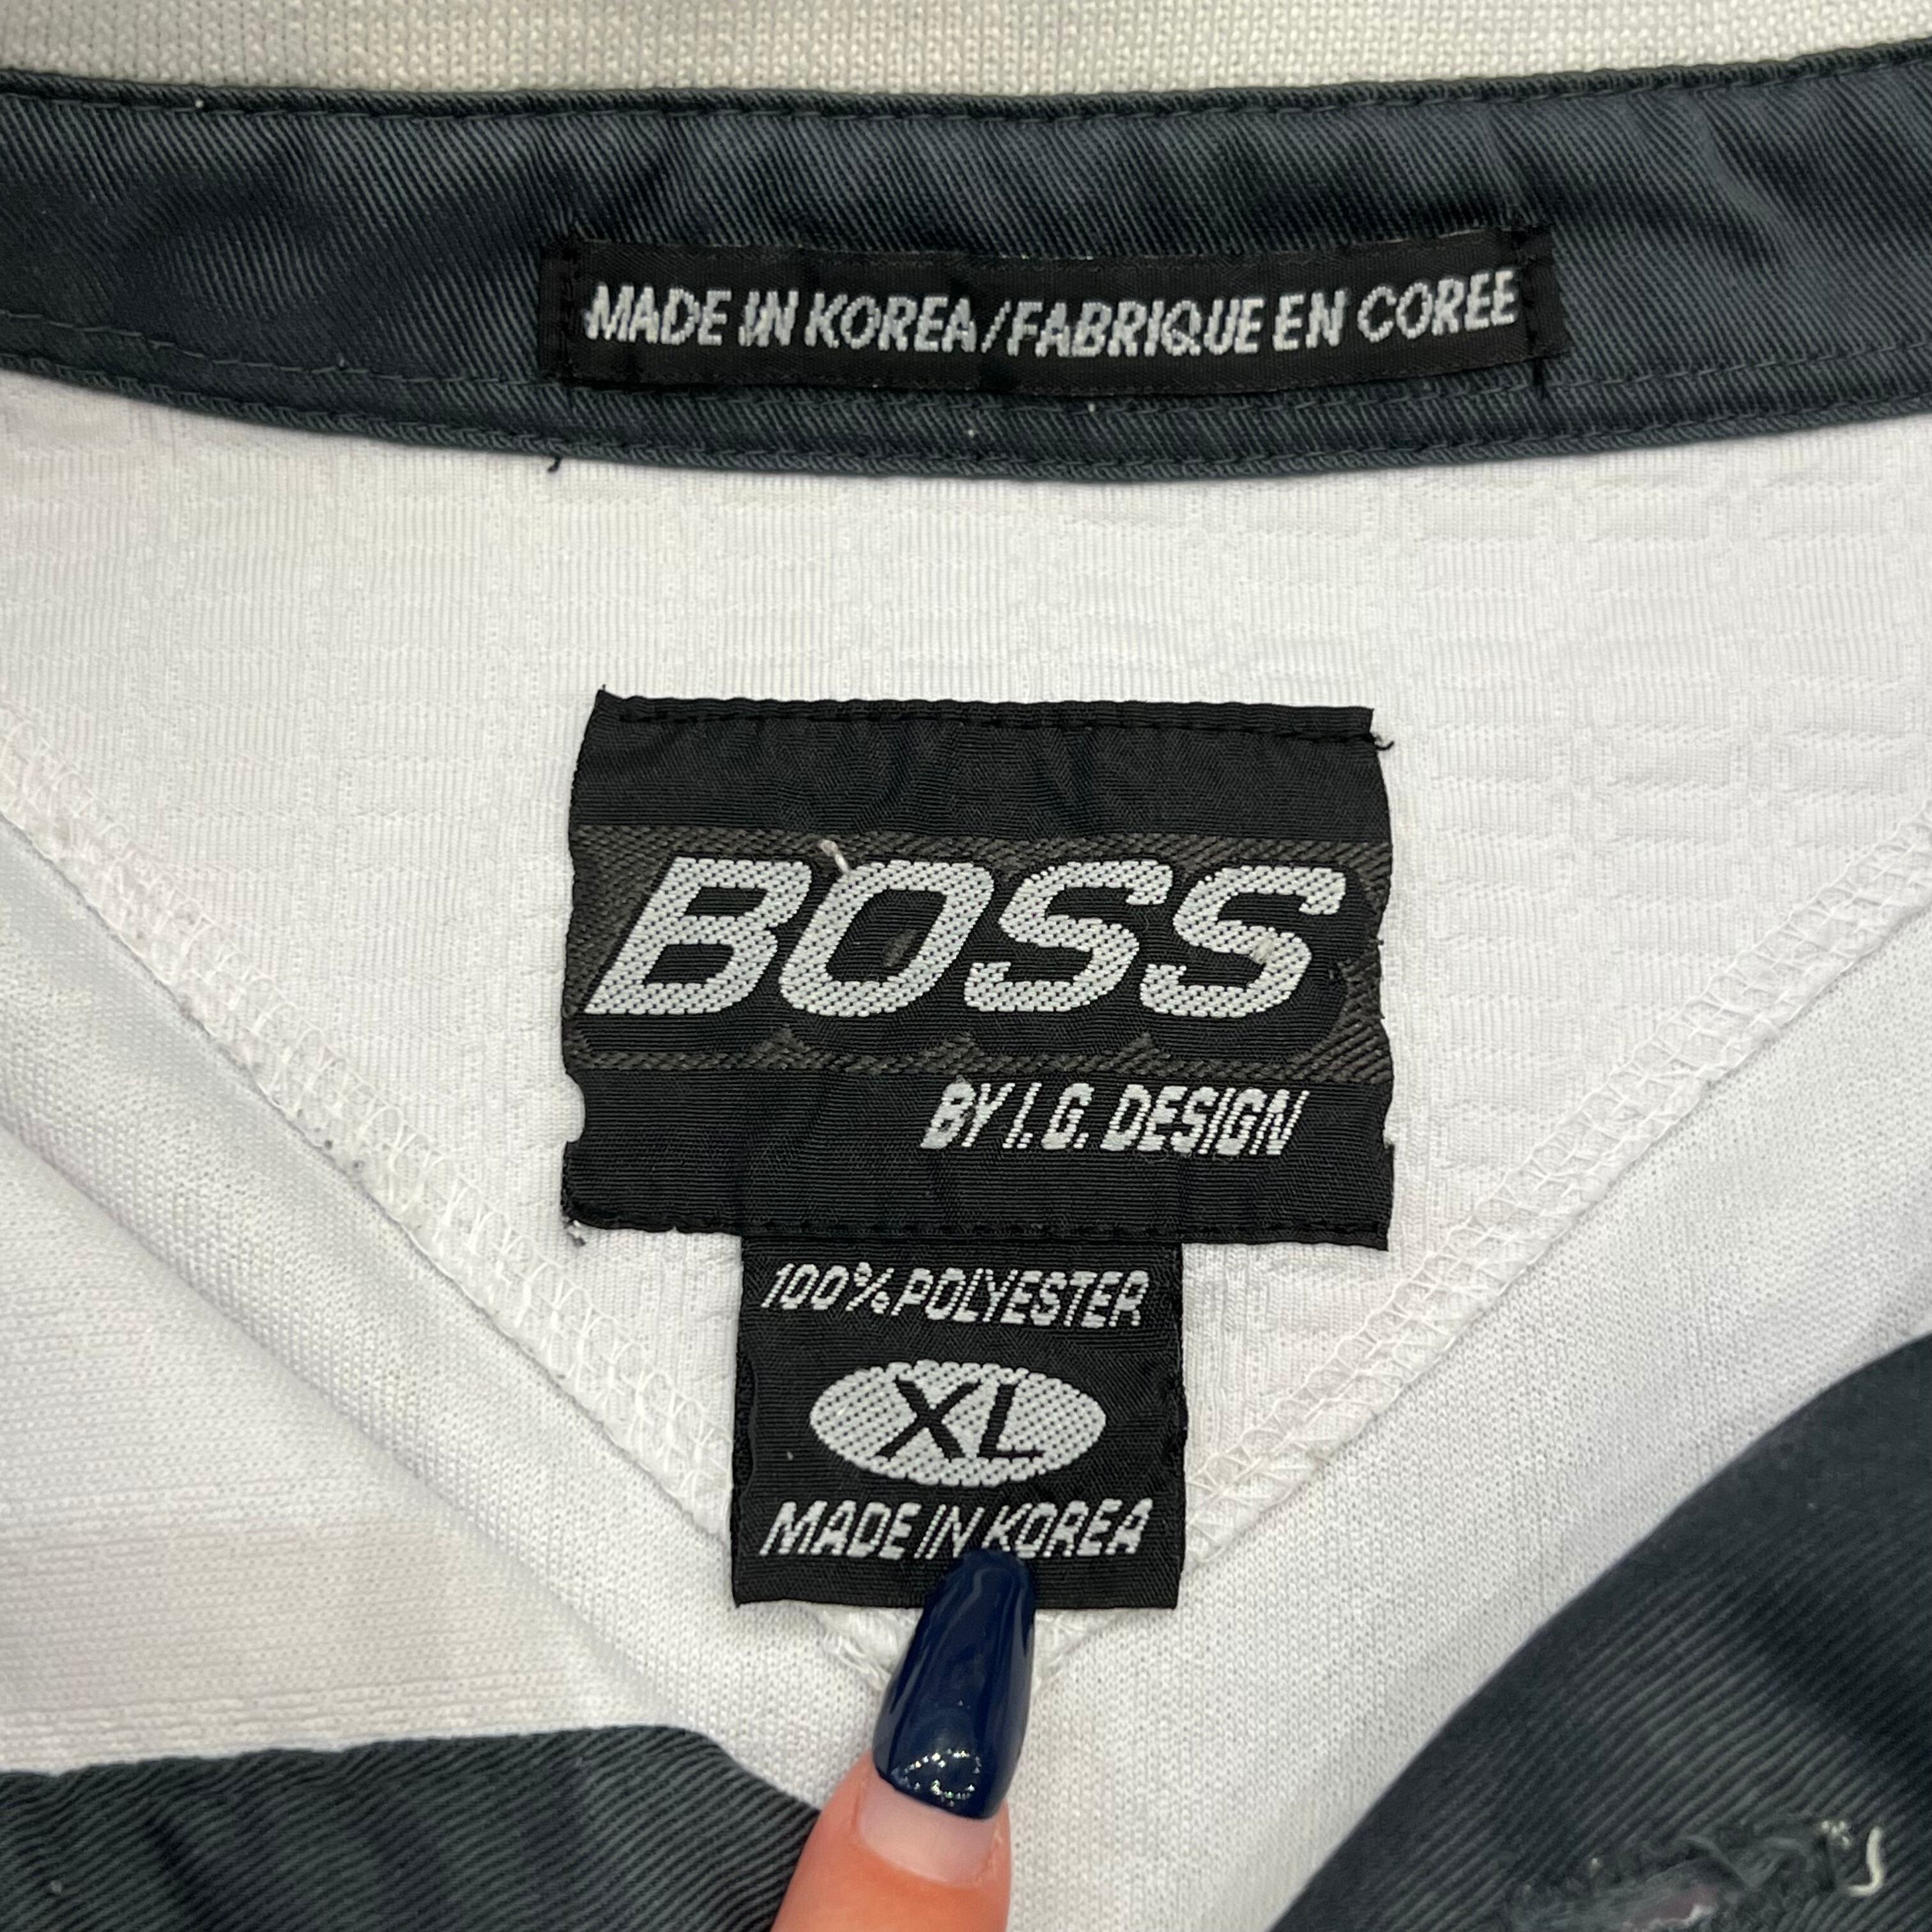 MADE IN KOREA/FABRIQUE EN COREE
BOSS
BY I.G. DESIGN
100% POLYESTER
XL
MADE IN KOREA